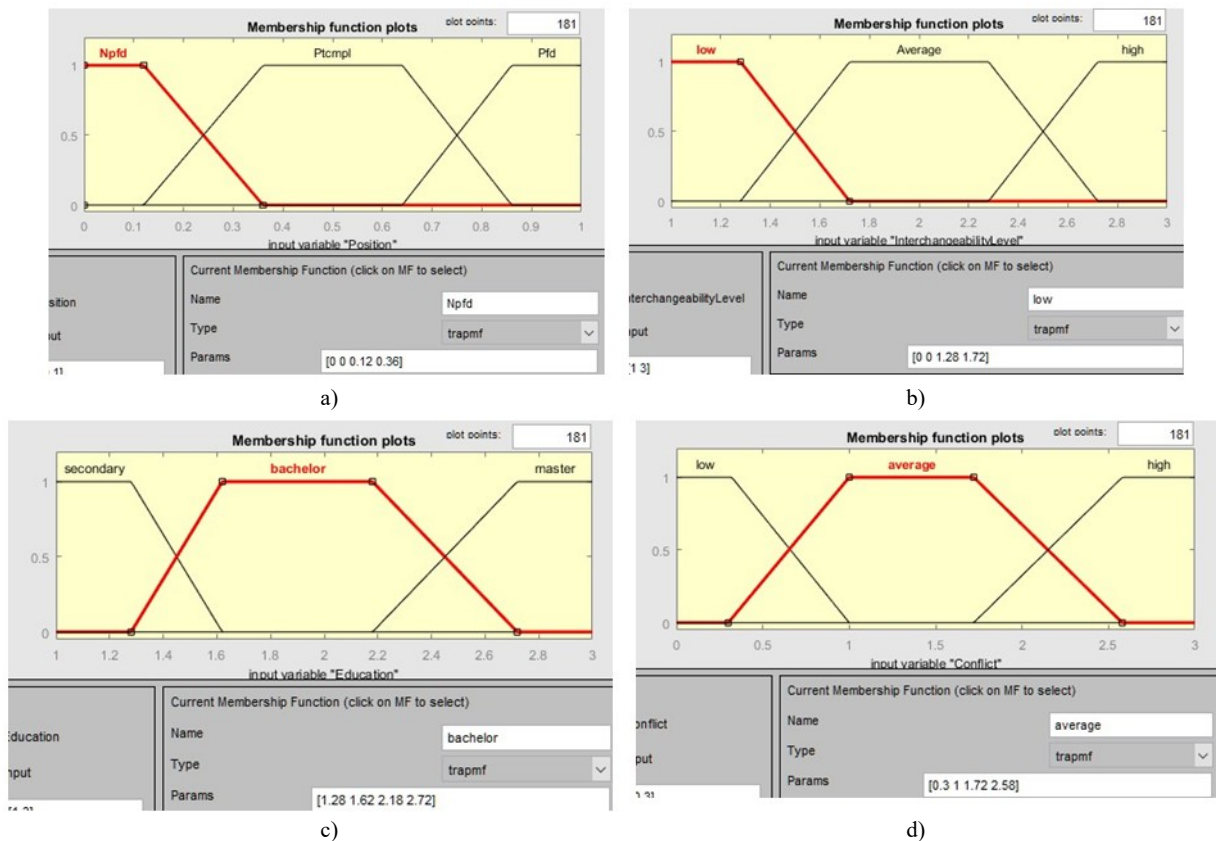 Membership function plots
plot points:
181
Npfd
Ptcmpl
Pfd
1
0.5
0
0 0.1 0.2 0.3 0.4 0.5 0.6 0.7 0.8 0.9 1
input variable "Position"
Current Membership Function (click on MF to select)
sition
Name
Npfd
Type
trapmf
Params
[0 0 0.12 0.36]
1]
a)
Membership function plots
plot points:
181
low
Average
high
1
0.5
0
1 1.2 1.4 1.6 1.8 2 2.2 2.4 2.6 2.8 3
input variable "InterchangeabilityLevel"
Current Membership Function (click on MF to select)
nterchangeabilityLevel
Name
low
Type
trapmf
nput
Params
[0 0 1.28 1.72]
[1 3]
b)
Membership function plots
plot points:
181
secondary
bachelor
master
1
0.5
0
1 1.2 1.4 1.6 1.8 2 2.2 2.4 2.6 2.8 3
input variable "Education"
Current Membership Function (click on MF to select)
Education
Name
bachelor
Type
trapmf
nput
Params
[1.28 1.62 2.18 2.72]
c)
Membership function plots
plot points:
181
low
average
high
1
0.5
0
0 0.5 1 1.5 2 2.5 3
input variable "Conflict"
Current Membership Function (click on MF to select)
onflict
Name
average
Type
trapmf
put
Params
[0.3 1 1.72 2.58]
0.3]
d)